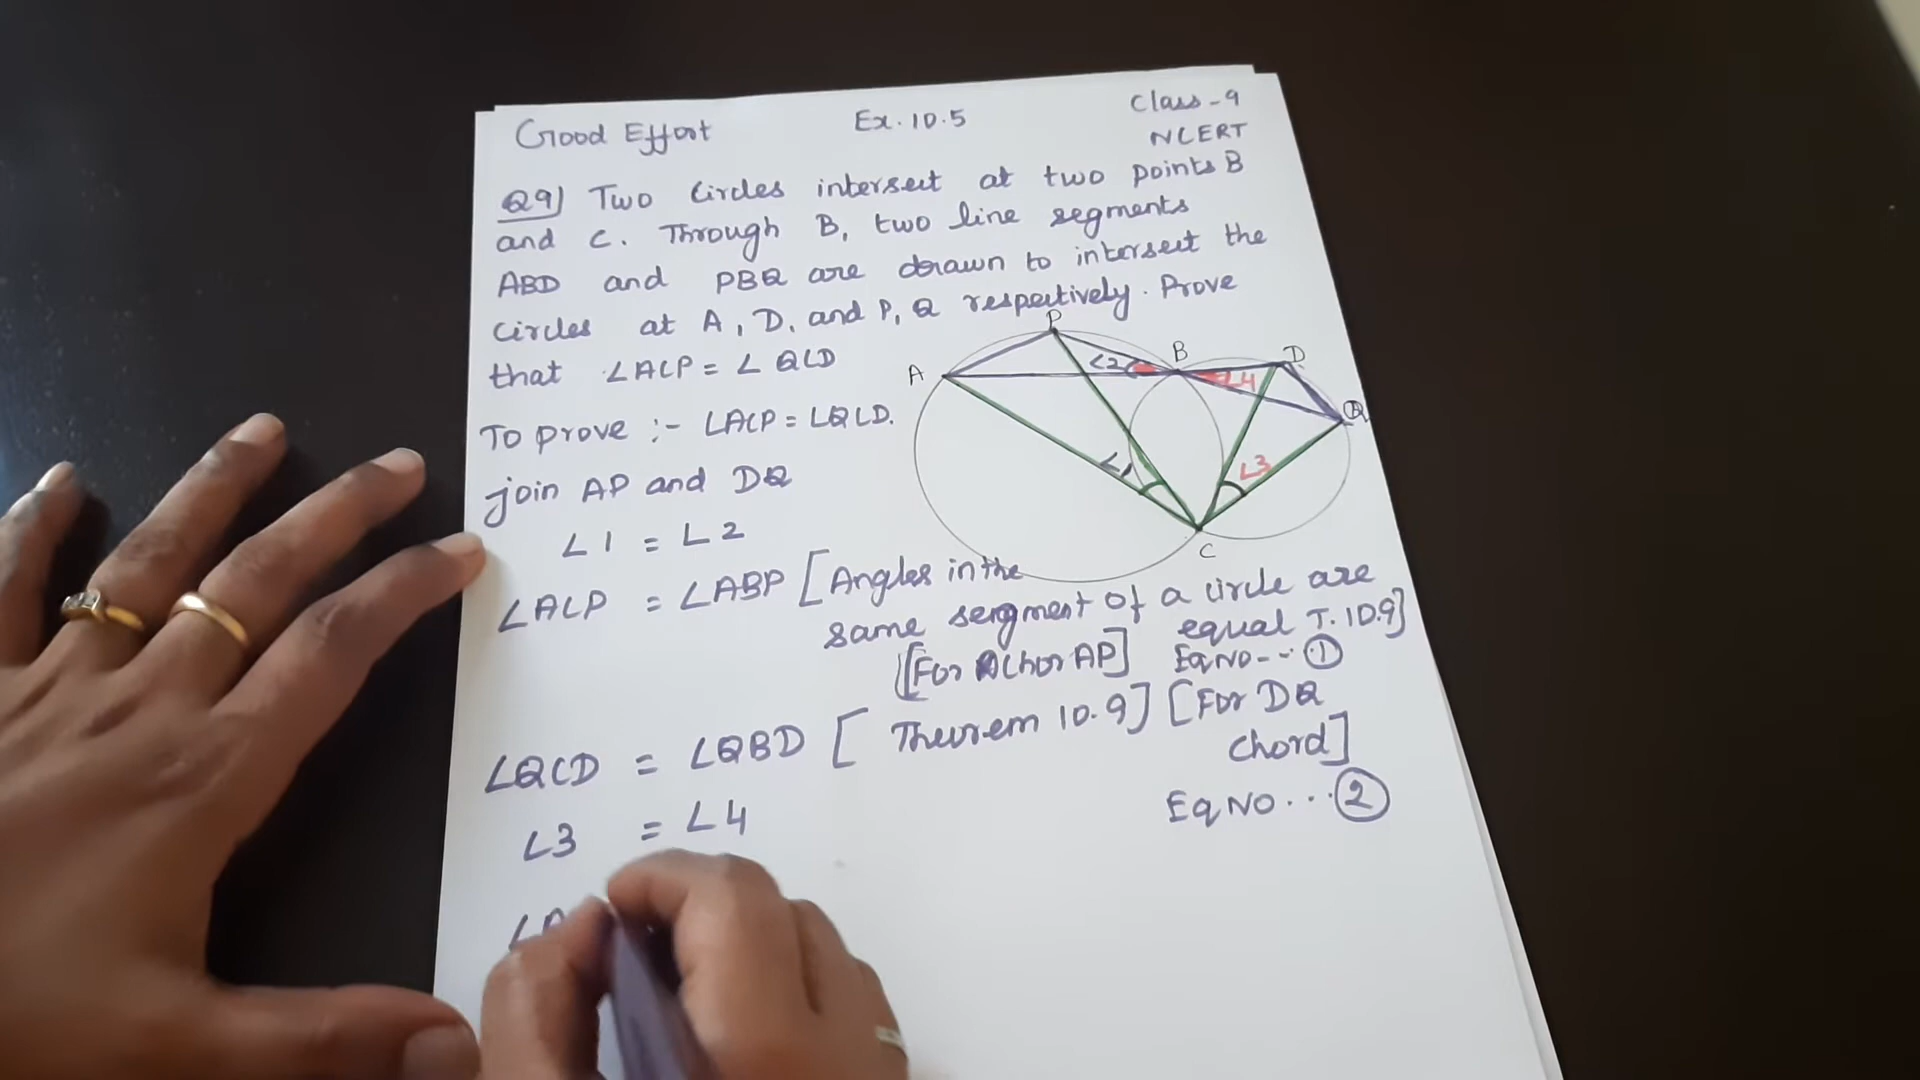 Good Effort Ex. 10.5 Class-9
NCERT
Q9) Two Circles intersect at two points B
and C. Through B, two line segments
ABD and PBQ are drawn to intersect the
circles at A, D, and P, Q respectively. Prove
that ∠ACP = ∠QCD
To prove :- ∠ACP = ∠QCD.
join AP and DQ
∠1 = ∠2
∠ACP = ∠ABP [Angles in the
same segment of a circle are
equal T. 10.9]
[For Chor AP] Eq No-- ①
∠QCD = ∠QBD [Theorem 10.9] [For DQ
chord]
∠3 = ∠4 Eq No... ②
∠A
P
A
B
D
Q
C
∠2
∠4
∠1
∠3